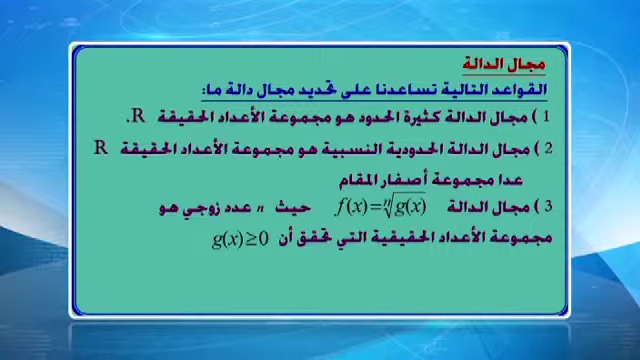 مجال الدالة
القواعد التالية تساعدنا على تحديد مجال دالة ما:
1 ) مجال الدالة كثيرة الحدود هو مجموعة الأعداد الحقيقة R.
2 ) مجال الدالة الحدودية النسبية هو مجموعة الأعداد الحقيقة R
عدا مجموعة أصفار المقام
3 ) مجال الدالة f(x)=ⁿ√g(x) حيث n عدد زوجي هو
مجموعة الأعداد الحقيقية التي تحقق أن g(x)≥0